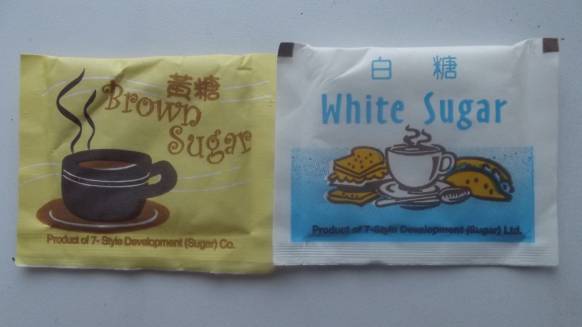 黃糖
Brown
Sugar
Product of 7- Style Development (Sugar) Co.
白 糖
White Sugar
Product of 7- Style Development (Sugar) Ltd.